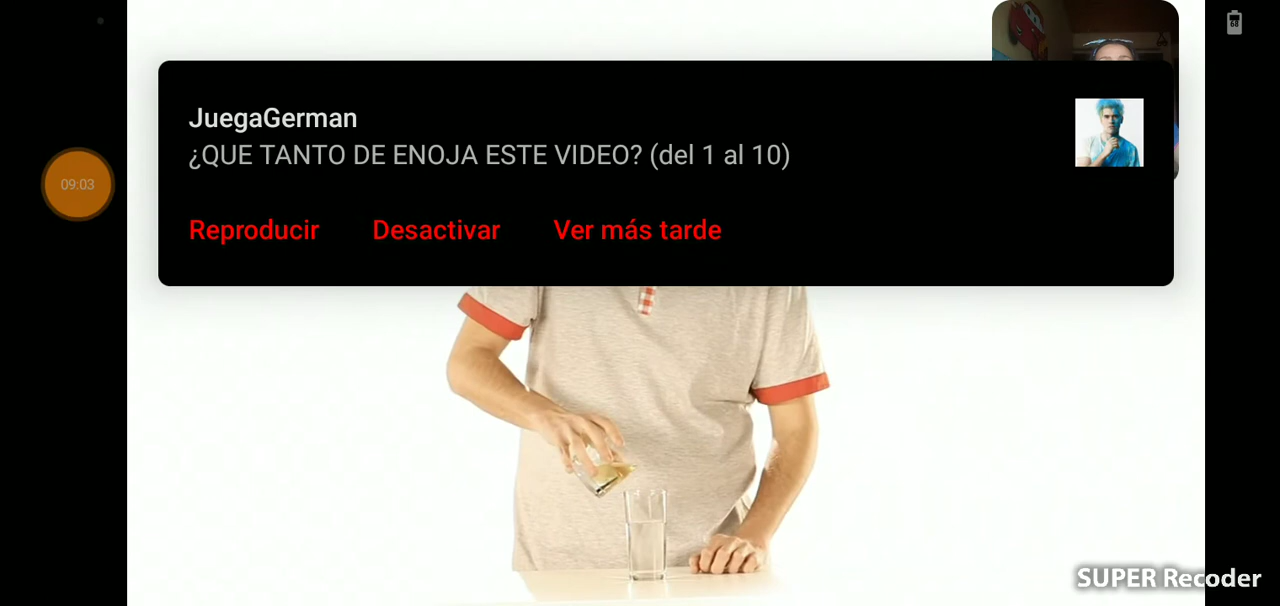 68
JuegaGerman
¿QUE TANTO DE ENOJA ESTE VIDEO? (del 1 al 10)
09:03
Reproducir Desactivar Ver más tarde
SUPER Recoder